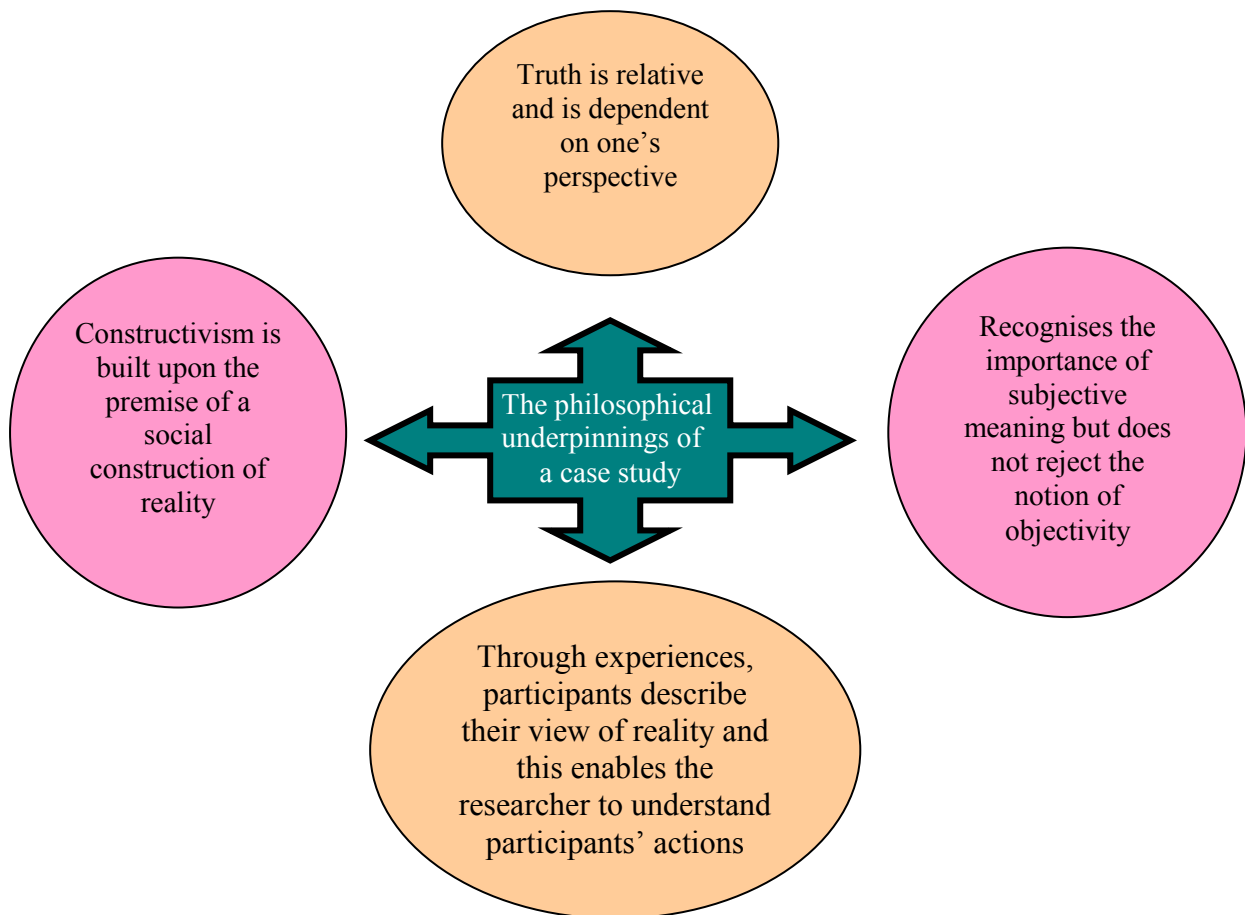 Truth is relative
and is dependent
on one’s
perspective
Constructivism is
built upon the
premise of a
social
construction of
reality
The philosophical
underpinnings of
a case study
Recognises the
importance of
subjective
meaning but does
not reject the
notion of
objectivity
Through experiences,
participants describe
their view of reality and
this enables the
researcher to understand
participants’ actions